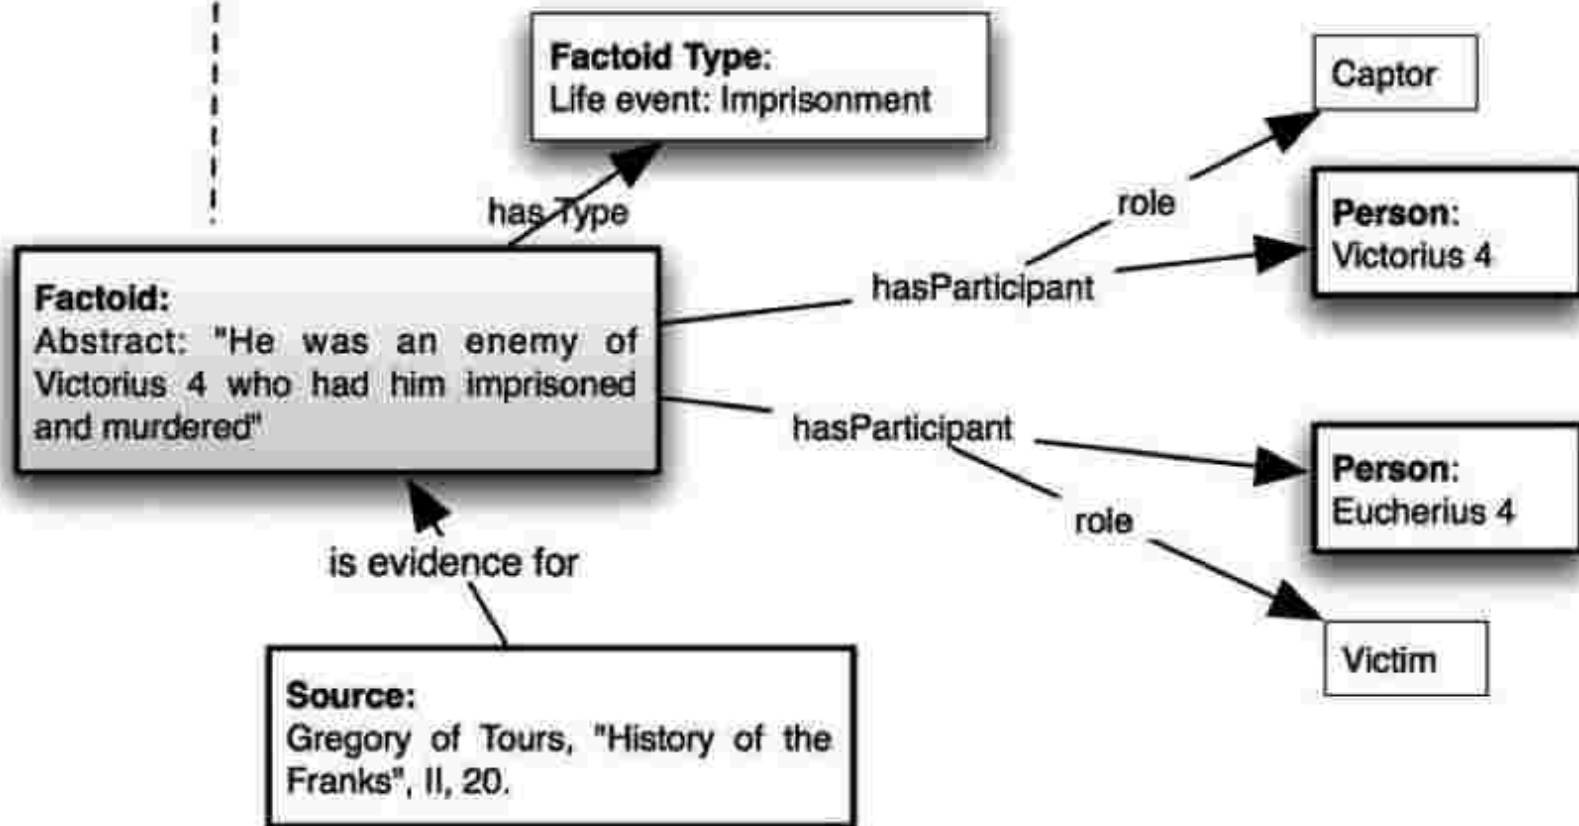 Factoid Type:
Life event: Imprisonment
Captor
has Type
role
Person:
Victorius 4
hasParticipant
Factoid:
Abstract: "He was an enemy of
Victorius 4 who had him imprisoned
and murdered"
hasParticipant
Person:
Eucherius 4
role
is evidence for
Victim
Source:
Gregory of Tours, "History of the
Franks", II, 20.